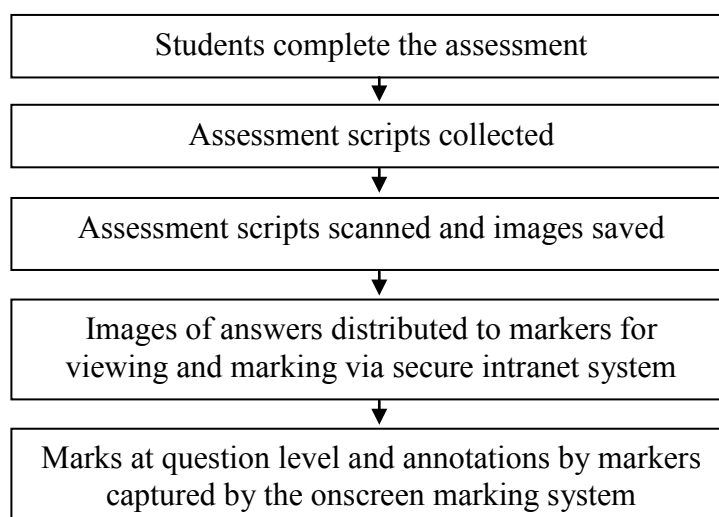 Students complete the assessment
Assessment scripts collected
Assessment scripts scanned and images saved
Images of answers distributed to markers for
viewing and marking via secure intranet system
Marks at question level and annotations by markers
captured by the onscreen marking system